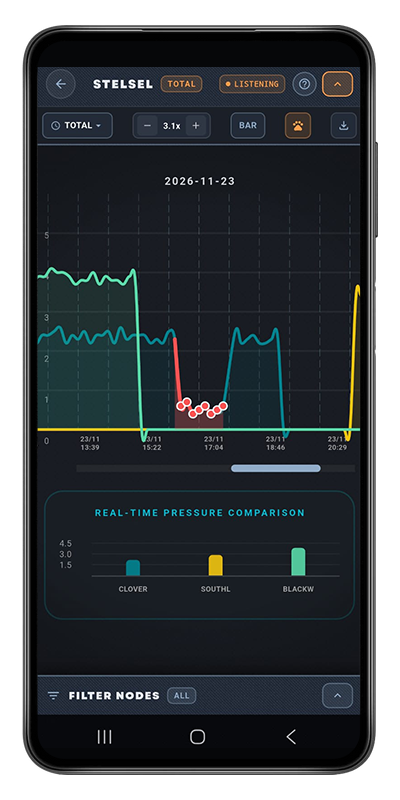 STELSEL TOTAL LISTENING ?
TOTAL − 3.1x + BAR
2026-11-23
5
3
2
1
0
23/11 23/11 23/11 23/11 23/11
13:39 15:22 17:04 18:46 20:29
REAL-TIME PRESSURE COMPARISON
4.5
3.0
1.5
CLOVER SOUTHL BLACKW
FILTER NODES ALL